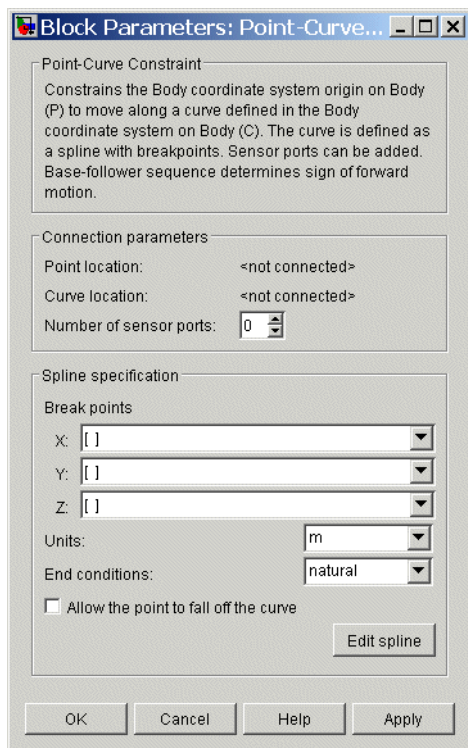 Block Parameters: Point-Curve...
Point-Curve Constraint
Constrains the Body coordinate system origin on Body
(P) to move along a curve defined in the Body
coordinate system on Body (C). The curve is defined as
a spline with breakpoints. Sensor ports can be added.
Base-follower sequence determines sign of forward
motion.
Connection parameters
Point location: <not connected>
Curve location: <not connected>
Number of sensor ports: 0
Spline specification
Break points
X: [ ]
Y: [ ]
Z: [ ]
Units: m
End conditions: natural
Allow the point to fall off the curve
Edit spline
OK Cancel Help Apply